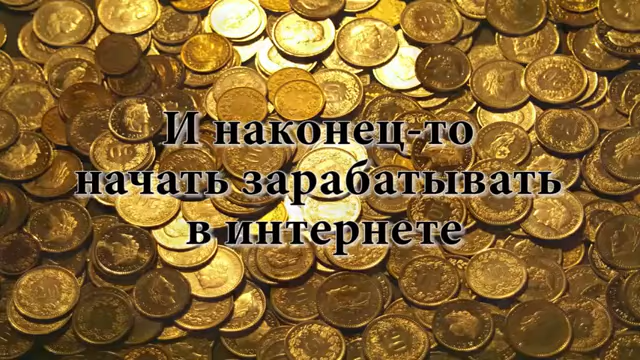 И наконец-то
начать зарабатывать
в интернете